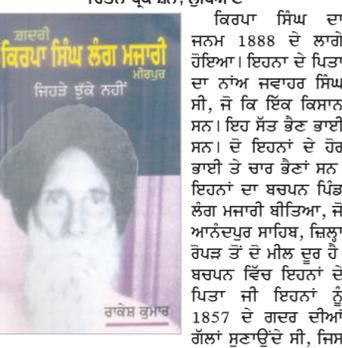 ਗ਼ਦਰੀ
ਕਿਰਪਾ ਸਿੰਘ ਲੰਗ ਮਜਾਰੀ
ਮੀਰਪੁਰ
ਜਿਹੜੇ ਝੁੱਕੇ ਨਹੀਂ
ਰਾਕੇਸ਼ ਕੁਮਾਰ
ਕਿਰਪਾ ਸਿੰਘ ਦਾ
ਜਨਮ 1888 ਦੇ ਲਾਗੇ
ਹੋਇਆ। ਇਹਨਾ ਦੇ ਪਿਤਾ
ਦਾ ਨਾਂਅ ਜਵਾਹਰ ਸਿੰਘ
ਸੀ, ਜੋ ਕਿ ਇੱਕ ਕਿਸਾਨ
ਸਨ। ਇਹ ਸੱਤ ਭੈਣ ਭਾਈ
ਸਨ। ਦੋ ਇਹਨਾਂ ਦੇ ਹੋਰ
ਭਾਈ ਤੇ ਚਾਰ ਭੈਣਾਂ ਸਨ
ਇਹਨਾਂ ਦਾ ਬਚਪਨ ਪਿੰਡ
ਲੰਗ ਮਜਾਰੀ ਬੀਤਿਆ, ਜੋ
ਆਨੰਦਪੁਰ ਸਾਹਿਬ, ਜ਼ਿਲ੍ਹਾ
ਰੋਪੜ ਤੋਂ ਦੋ ਮੀਲ ਦੂਰ ਹੈ
ਬਚਪਨ ਵਿੱਚ ਇਹਨਾਂ ਦੇ
ਪਿਤਾ ਜੀ ਇਹਨਾਂ ਨੂੰ
1857 ਦੇ ਗਦਰ ਦੀਆਂ
ਗੱਲਾਂ ਸੁਣਾਉਂਦੇ ਸੀ, ਜਿਸ